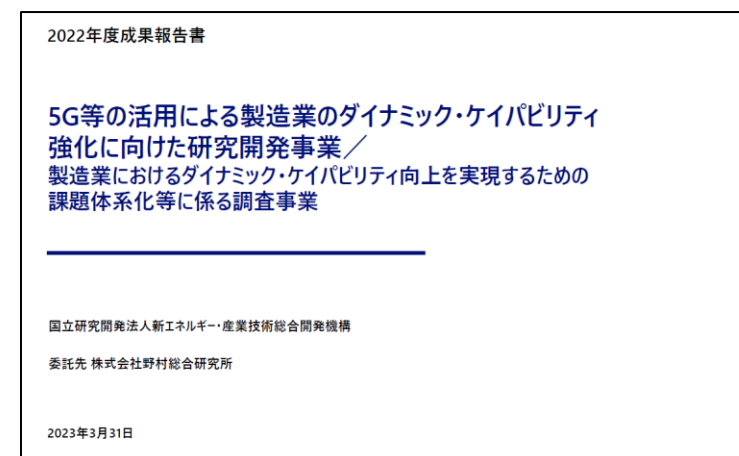 2022年度成果報告書
5G等の活用による製造業のダイナミック・ケイパビリティ
強化に向けた研究開発事業／
製造業におけるダイナミック・ケイパビリティ向上を実現するための
課題体系化等に係る調査事業
国立研究開発法人新エネルギー・産業技術総合開発機構
委託先 株式会社野村総合研究所
2023年3月31日